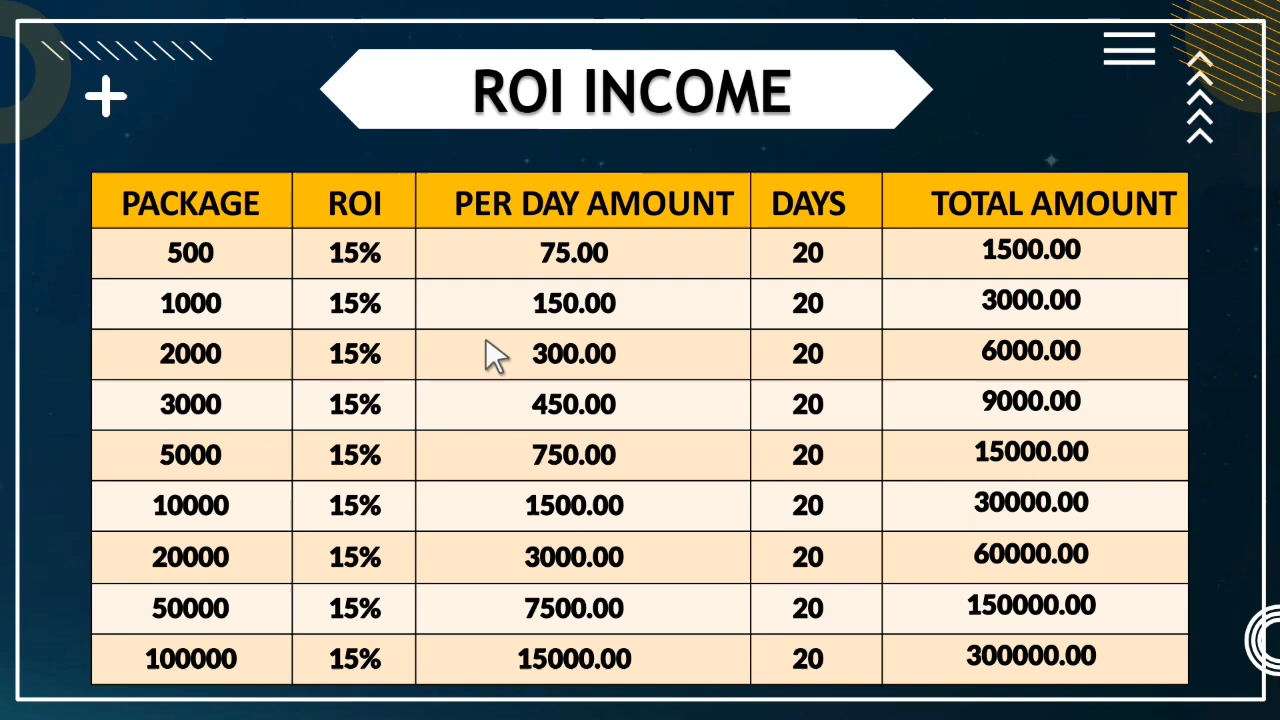 ROI INCOME
PACKAGE ROI PER DAY AMOUNT DAYS TOTAL AMOUNT
500 15% 75.00 20 1500.00
1000 15% 150.00 20 3000.00
2000 15% 300.00 20 6000.00
3000 15% 450.00 20 9000.00
5000 15% 750.00 20 15000.00
10000 15% 1500.00 20 30000.00
20000 15% 3000.00 20 60000.00
50000 15% 7500.00 20 150000.00
100000 15% 15000.00 20 300000.00